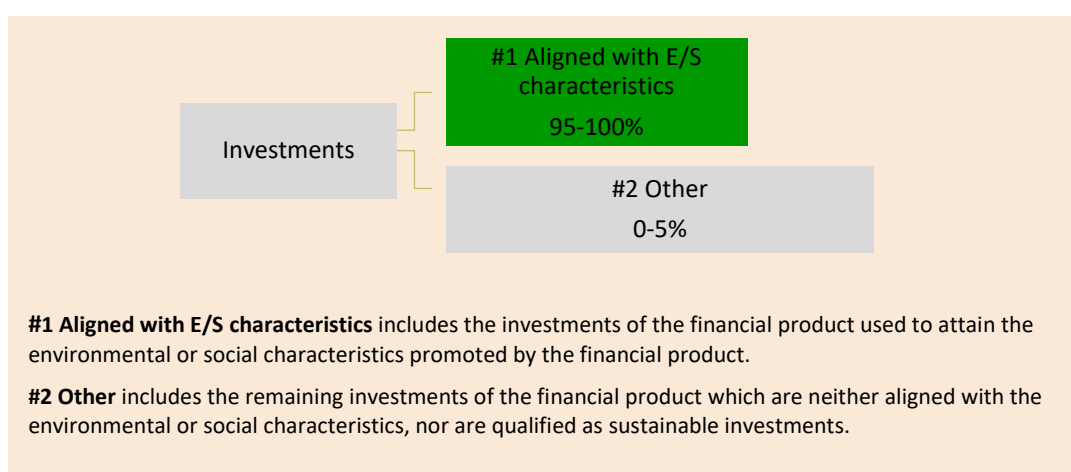 #1 Aligned with E/S
characteristics
95-100%
Investments
#2 Other
0-5%
#1 Aligned with E/S characteristics includes the investments of the financial product used to attain the
environmental or social characteristics promoted by the financial product.
#2 Other includes the remaining investments of the financial product which are neither aligned with the
environmental or social characteristics, nor are qualified as sustainable investments.